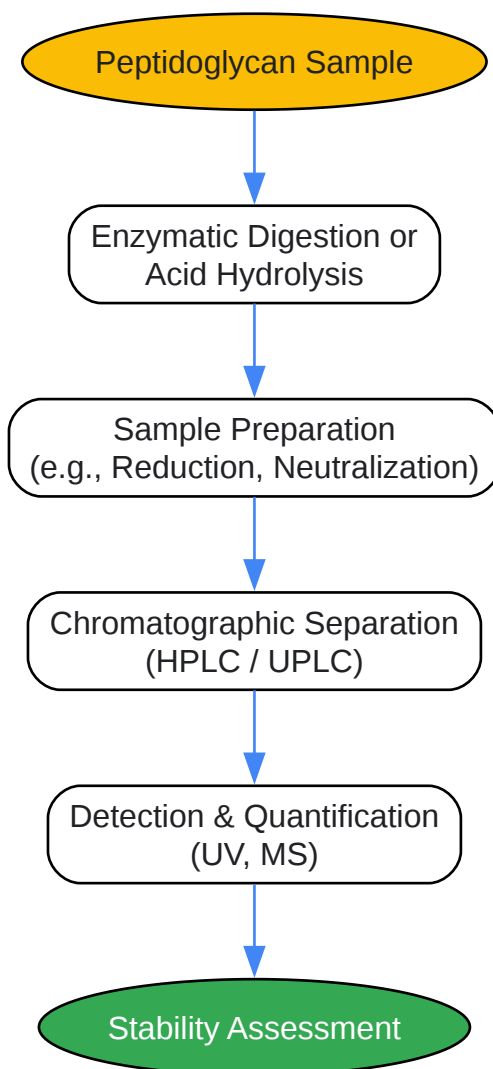 Peptidoglycan Sample
Enzymatic Digestion or
Acid Hydrolysis
Sample Preparation
(e.g., Reduction, Neutralization)
Chromatographic Separation
(HPLC / UPLC)
Detection & Quantification
(UV, MS)
Stability Assessment